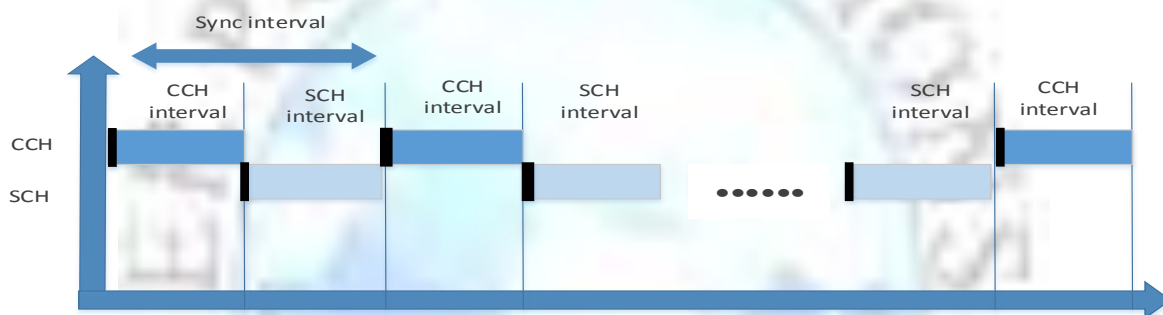 Sync interval
CCH
interval
SCH
interval
CCH
interval
SCH
interval
SCH
interval
CCH
interval
CCH
SCH
......